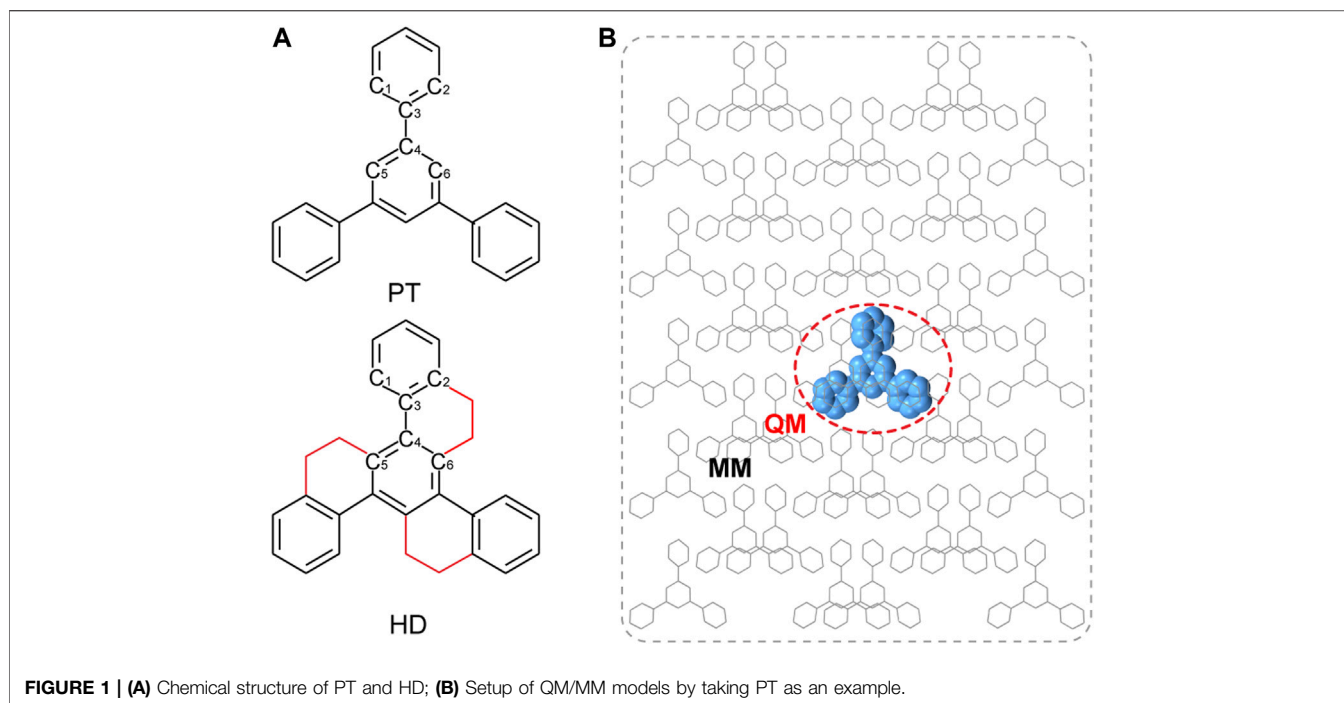 A
B
C₁
C₂
C₃
C₄
C₅
C₆
PT
C₁
C₂
C₃
C₄
C₅
C₆
HD
QM
MM
FIGURE 1 | (A) Chemical structure of PT and HD; (B) Setup of QM/MM models by taking PT as an example.